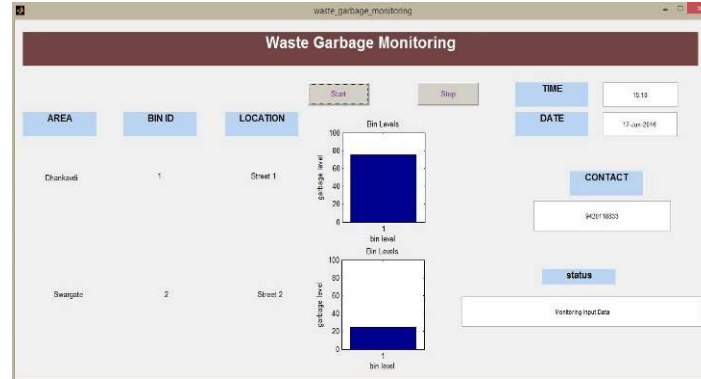 waste_garbage_monitoring
Waste Garbage Monitoring
Start Stop
TIME 15:10
AREA BIN ID LOCATION
DATE 17-Jun-2016
Bin Levels
100
80
60
40
20
0
garbage level
1
bin level
Dhankavdi 1 Street 1
CONTACT
9420118833
Bin Levels
100
80
60
40
20
0
garbage level
1
bin level
Swargate 2 Street 2
status
Monitoring Input Data